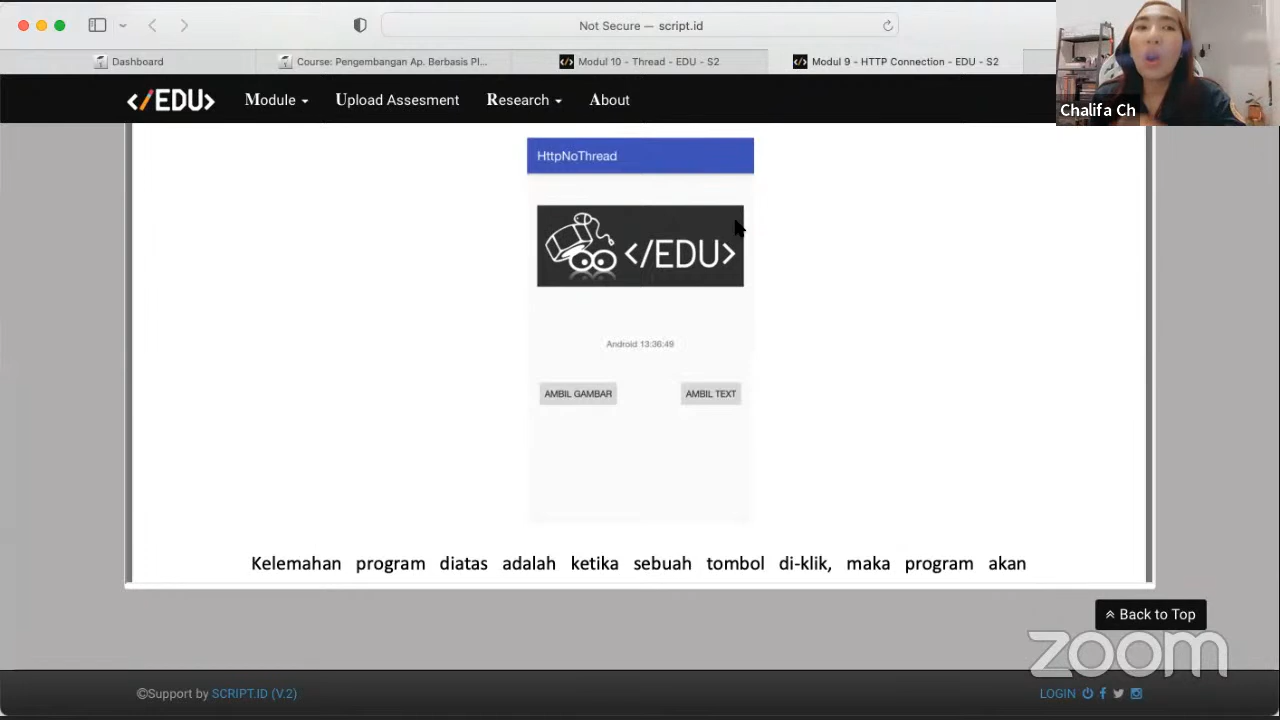 Not Secure — script.id
Dashboard
Course: Pengembangan Ap. Berbasis Pl...
Modul 10 - Thread - EDU - S2
Modul 9 - HTTP Connection - EDU - S2
</EDU>
Module
Upload Assesment
Research
About
Chalifa Ch
HttpNoThread
</EDU>
Android 13:36:49
AMBIL GAMBAR
AMBIL TEXT
Kelemahan program diatas adalah ketika sebuah tombol di-klik, maka program akan
Back to Top
zoom
©Support by SCRIPT.ID (V.2)
LOGIN